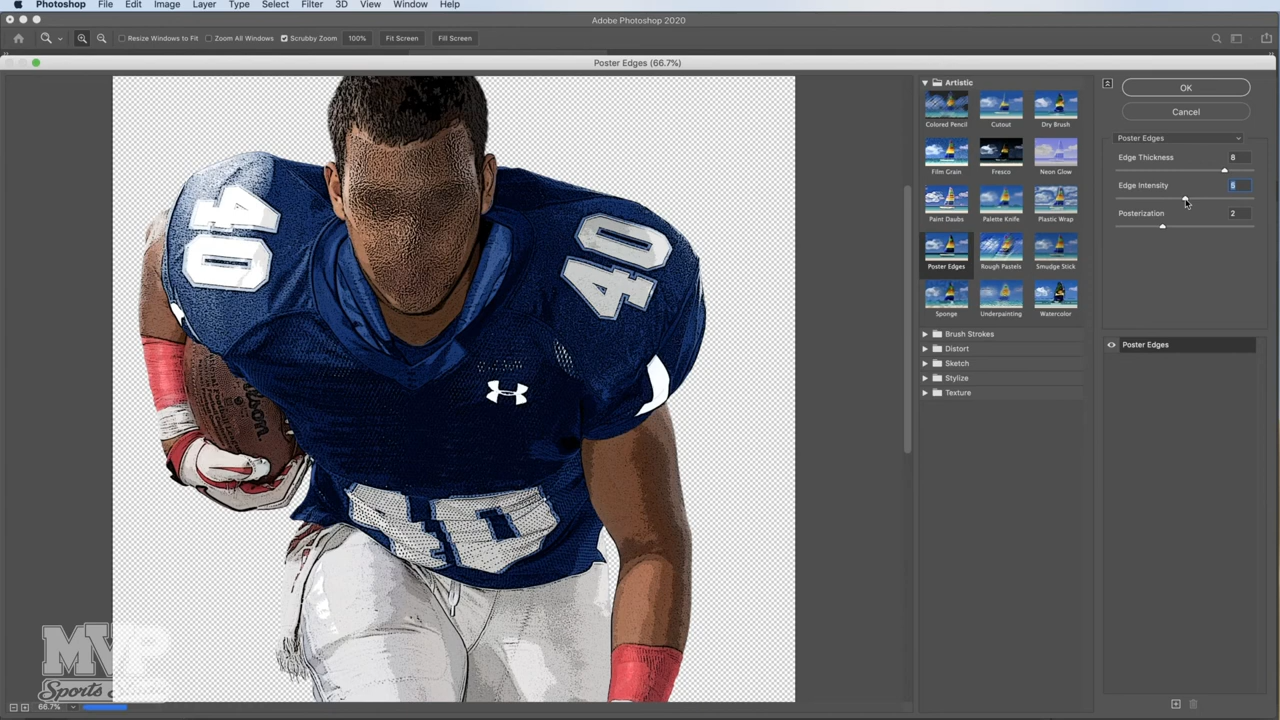 Photoshop File Edit Image Layer Type Select Filter 3D View Window Help
Adobe Photoshop 2020
Resize Windows to Fit Zoom All Windows Scrubby Zoom 100% Fit Screen Fill Screen
Poster Edges (66.7%)
Artistic
Colored Pencil Cutout Dry Brush
Film Grain Fresco Neon Glow
Paint Daubs Palette Knife Plastic Wrap
Poster Edges Rough Pastels Smudge Stick
Sponge Underpainting Watercolor
Brush Strokes
Distort
Sketch
Stylize
Texture
OK
Cancel
Poster Edges
Edge Thickness 8
Edge Intensity
Posterization 2
Poster Edges
40
40
Wilson
40
MVP
Sports
66.7%